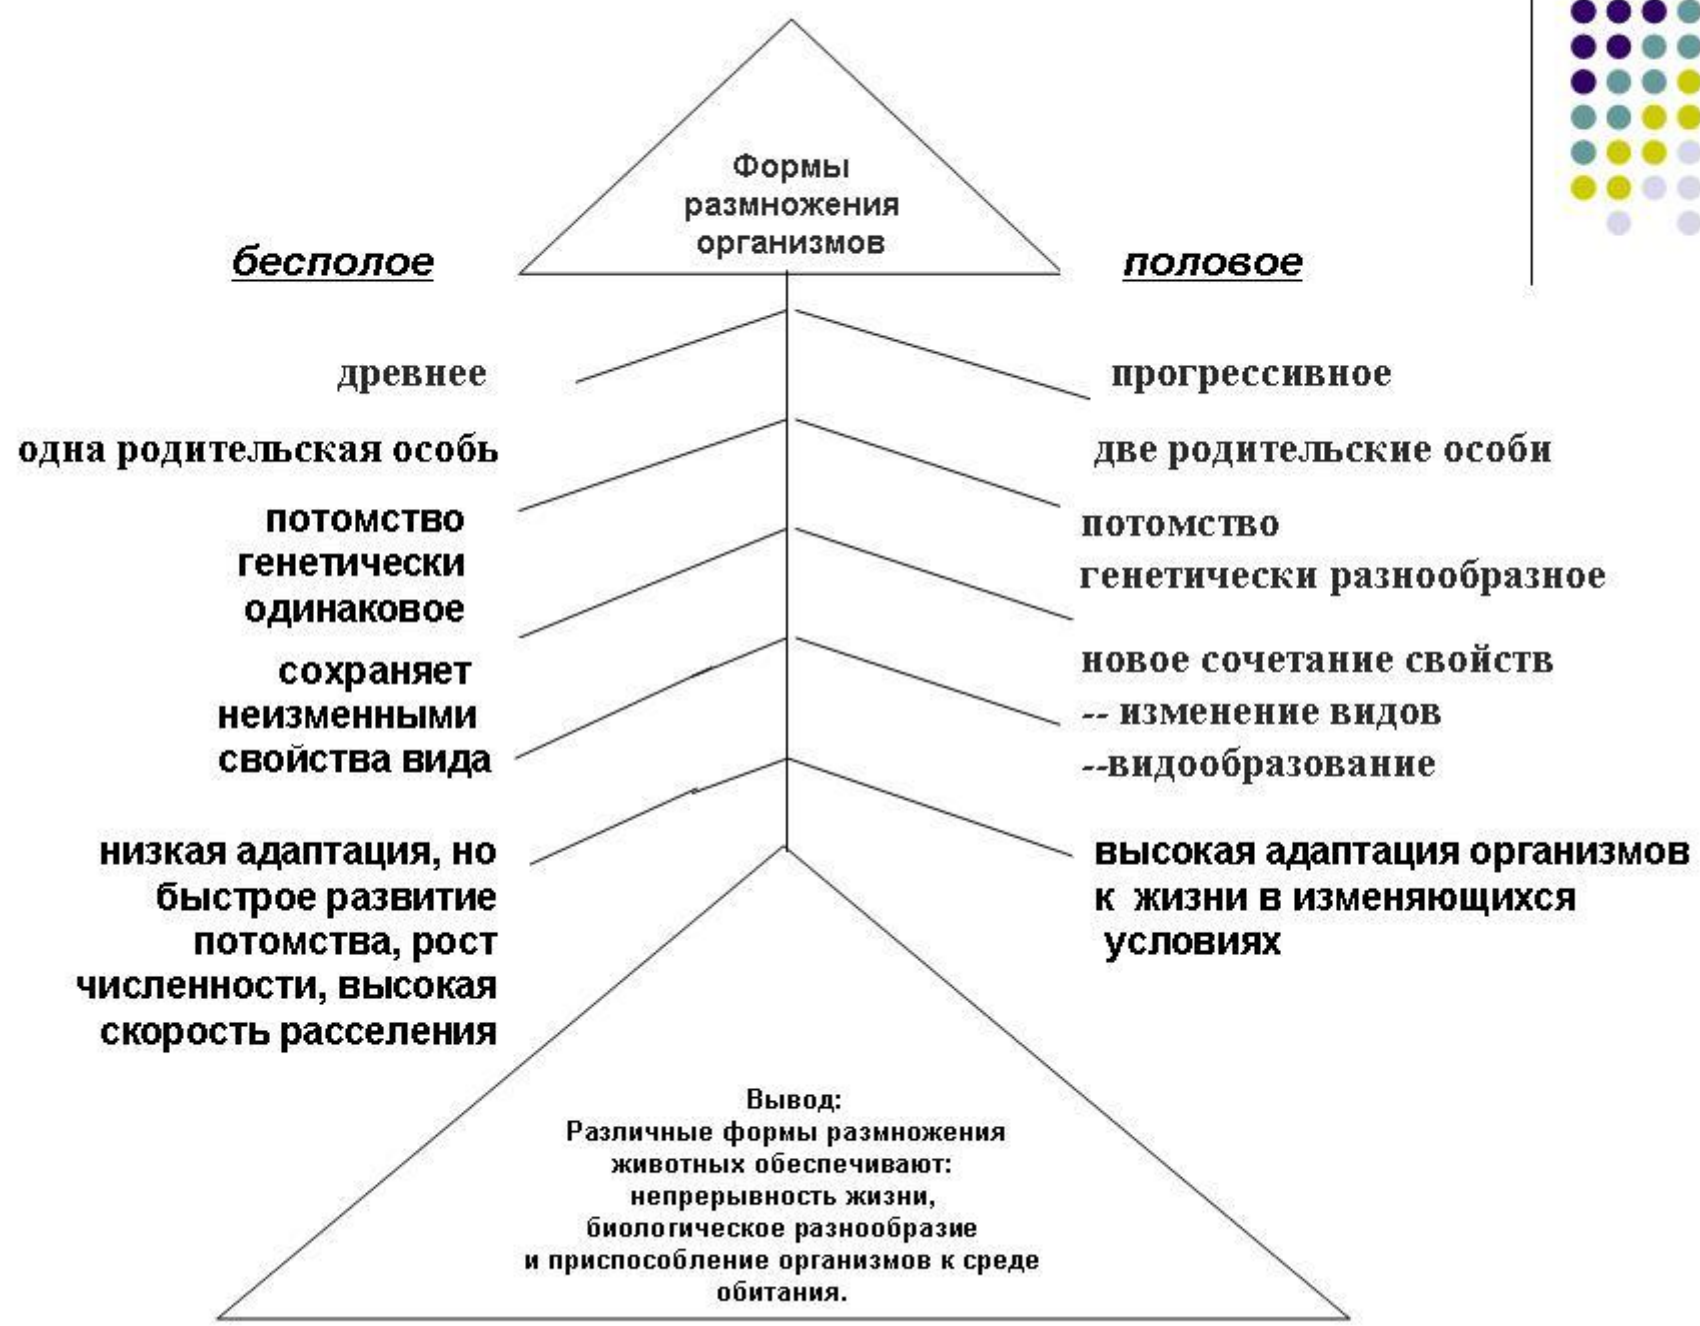 Формы
размножения
организмов
бесполое
половое
древнее
прогрессивное
одна родительская особь
две родительские особи
потомство
генетически
одинаковое
потомство
генетически разнообразное
сохраняет
неизменными
свойства вида
новое сочетание свойств
-- изменение видов
--видообразование
низкая адаптация, но
быстрое развитие
потомства, рост
численности, высокая
скорость расселения
высокая адаптация организмов
к жизни в изменяющихся
условиях
Вывод:
Различные формы размножения
животных обеспечивают:
непрерывность жизни,
биологическое разнообразие
и приспособление организмов к среде
обитания.